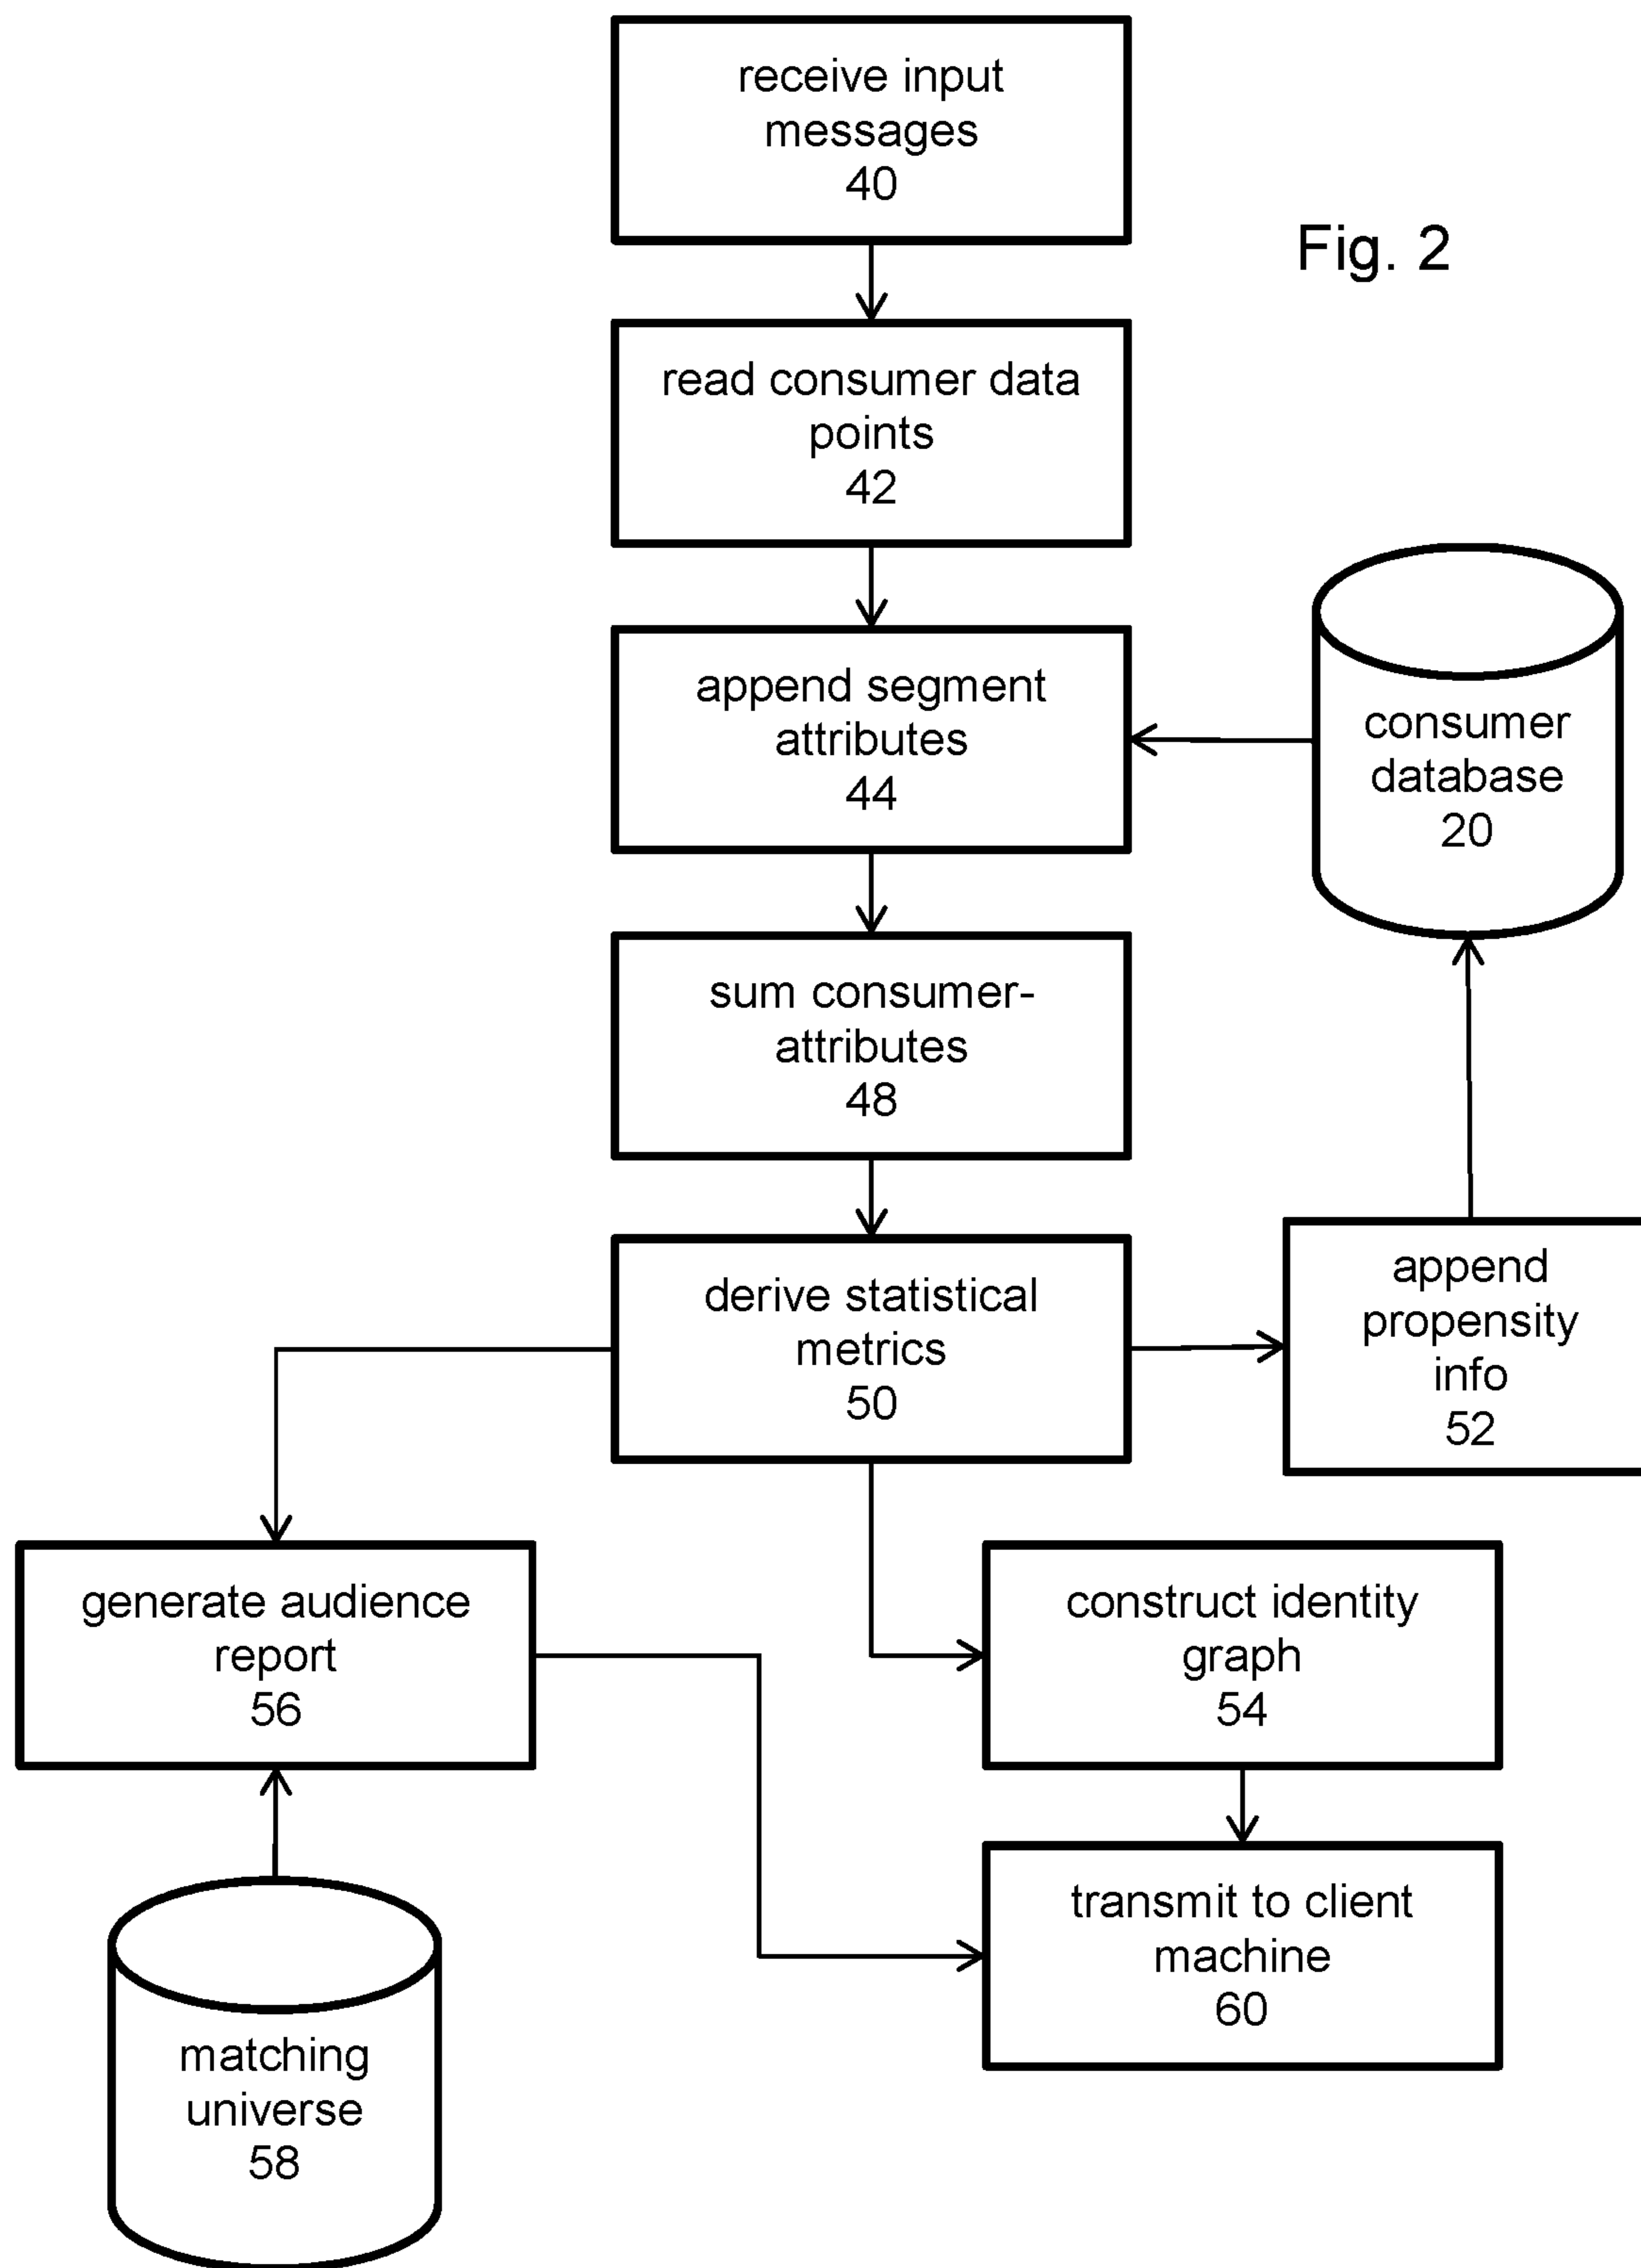 receive input
messages
40
Fig. 2
read consumer data
points
42
append segment
attributes
44
consumer
database
20
sum consumer-
attributes
48
derive statistical
metrics
50
append
propensity
info
52
generate audience
report
56
construct identity
graph
54
transmit to client
machine
60
matching
universe
58